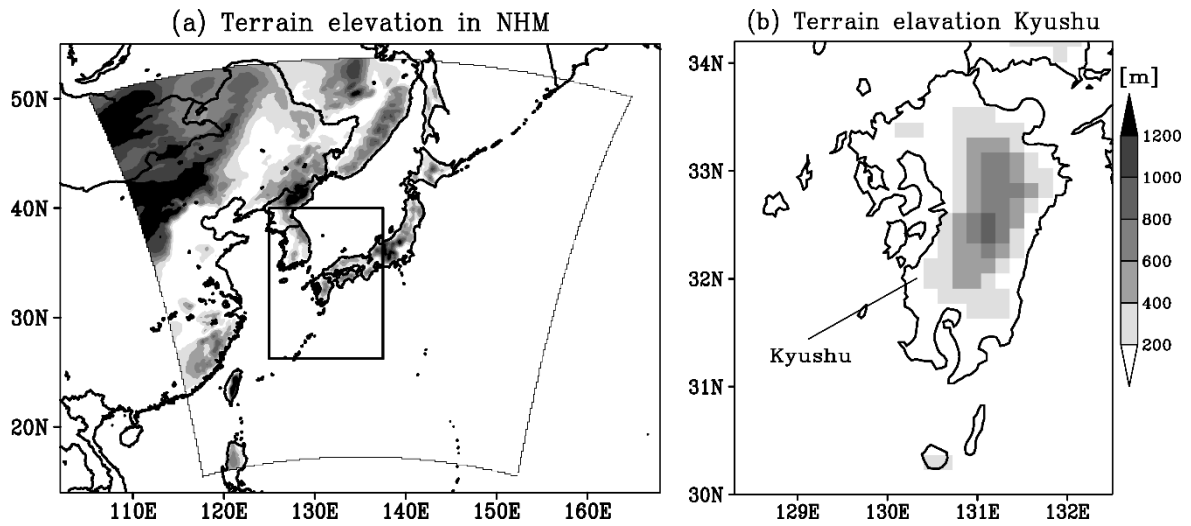 (a) Terrain elevation in NHM
50N
40N
30N
20N
110E 120E 130E 140E 150E 160E
(b) Terrain elavation Kyushu
34N
33N
32N
31N
30N
129E 130E 131E 132E
Kyushu
[m]
1200
1000
800
600
400
200